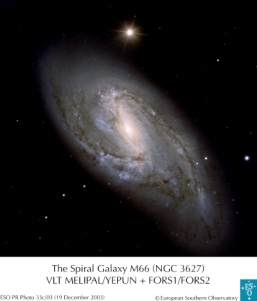 The Spiral Galaxy M66 (NGC 3627)
VLT MELIPAL/YEPUN + FORS1/FORS2
ESO PR Photo 33c/03 (19 December 2003) © European Southern Observatory